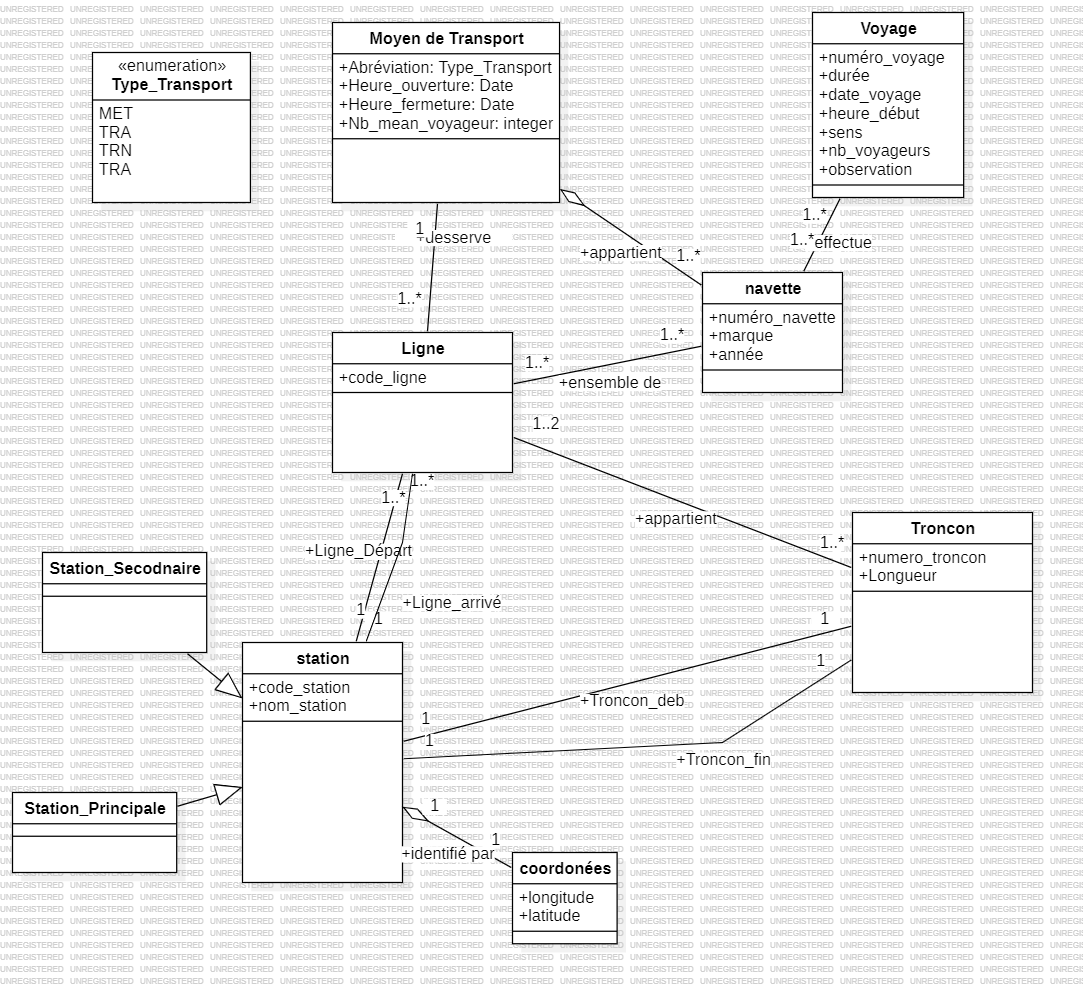 «enumeration»
Type_Transport
MET
TRA
TRN
TRA
Moyen de Transport
+Abréviation: Type_Transport
+Heure_ouverture: Date
+Heure_fermeture: Date
+Nb_mean_voyageur: integer
Voyage
+numéro_voyage
+durée
+date_voyage
+heure_début
+sens
+nb_voyageurs
+observation
1
+desserve
1..*
+appartient
1..*
1..*
1..*
effectue
navette
+numéro_navette
+marque
+année
Ligne
+code_ligne
1..*
+ensemble de
1..*
1..2
+appartient
1..*
Troncon
+numero_troncon
+Longueur
1..*
1..*
+Ligne_Départ
+Ligne_arrivé
1
1
Station_Secodnaire
station
+code_station
+nom_station
1
+Troncon_deb
1
1
+Troncon_fin
1
Station_Principale
1
+identifié par
1
coordonées
+longitude
+latitude
UNREGISTERED